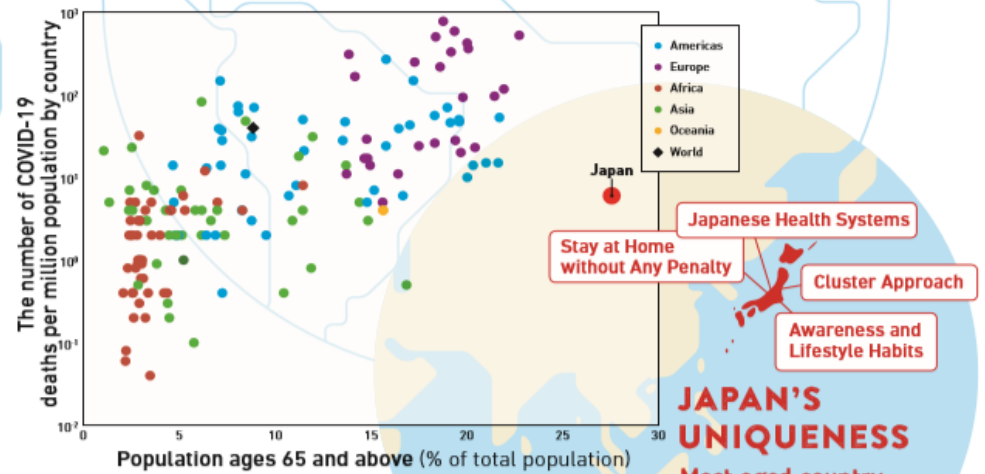 The number of COVID-19
deaths per million population by country
10³
10²
10¹
10⁰
10⁻¹
10⁻²
0 5 10 15 20 25 30
Population ages 65 and above (% of total population)
Americas
Europe
Africa
Asia
Oceania
World
Japan
Japanese Health Systems
Stay at Home
without Any Penalty
Cluster Approach
Awareness and
Lifestyle Habits
JAPAN'S
UNIQUENESS
Most aged country